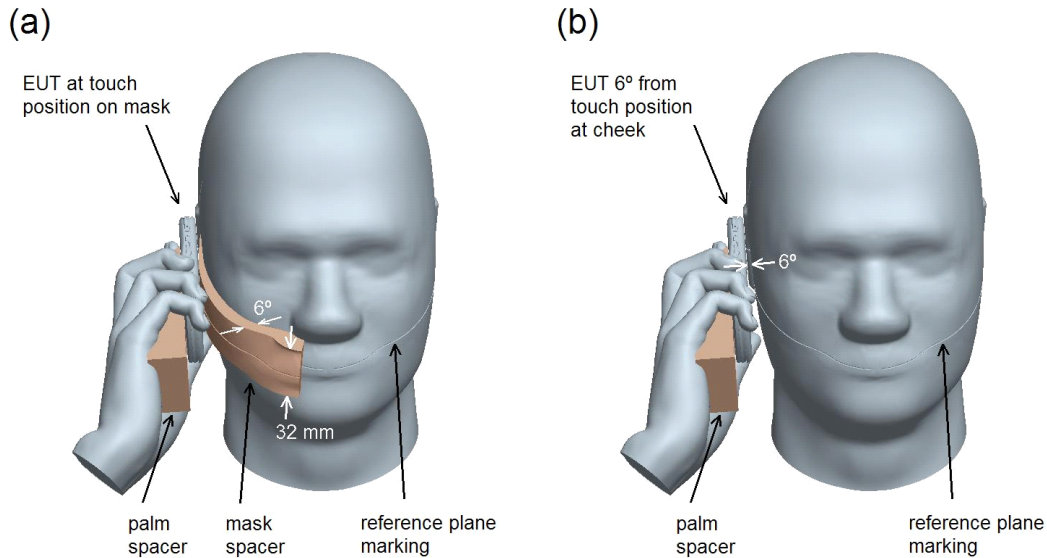 (a)
EUT at touch
position on mask
6º
32 mm
palm
spacer
mask
spacer
reference plane
marking
(b)
EUT 6º from
touch position
at cheek
6º
palm
spacer
reference plane
marking